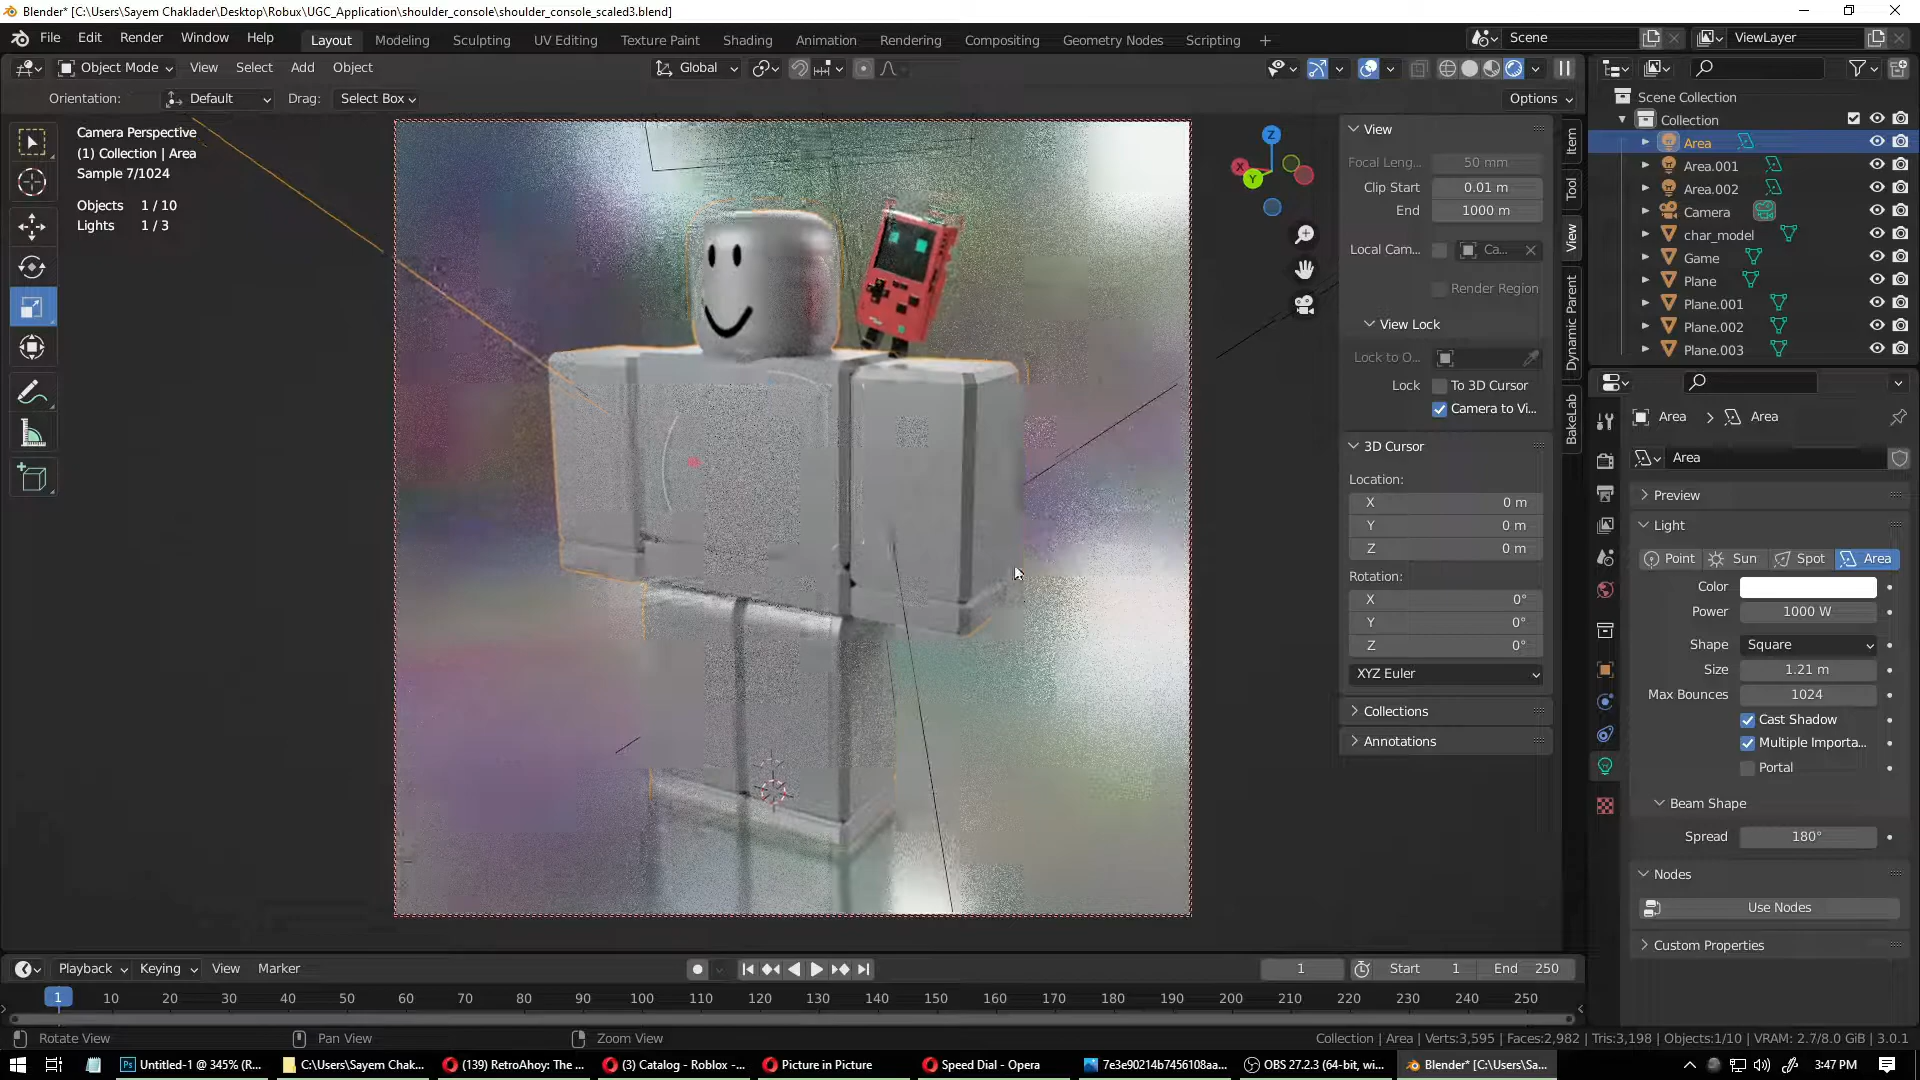 Blender* [C:\Users\Sayem Chaklader\Desktop\Robux\UGC_Application\shoulder_console\shoulder_console_scaled3.blend]
File Edit Render Window Help Layout Modeling Sculpting UV Editing Texture Paint Shading Animation Rendering Compositing Geometry Nodes Scripting + Scene ViewLayer
Object Mode View Select Add Object Global
Orientation: Default Drag: Select Box Options
Camera Perspective
(1) Collection | Area
Sample 7/1024
Objects 1 / 10
Lights 1 / 3
Z
X
Y
View
Focal Leng... 50 mm
Clip Start 0.01 m
End 1000 m
Local Cam... Ca...
Render Region
View Lock
Lock to O...
Lock To 3D Cursor
Camera to Vi...
3D Cursor
Location:
X 0 m
Y 0 m
Z 0 m
Rotation:
X 0°
Y 0°
Z 0°
XYZ Euler
Collections
Annotations
Item
Tool
View
Dynamic Parent
BakeLab
Scene Collection
Collection
Area
Area.001
Area.002
Camera
char_model
Game
Plane
Plane.001
Plane.002
Plane.003
Area > Area
Area
Preview
Light
Point Sun Spot Area
Color
Power 1000 W
Shape Square
Size 1.21 m
Max Bounces 1024
Cast Shadow
Multiple Importa...
Portal
Beam Shape
Spread 180°
Nodes
Use Nodes
Custom Properties
Playback Keying View Marker 1 Start 1 End 250
1 10 20 30 40 50 60 70 80 90 100 110 120 130 140 150 160 170 180 190 200 210 220 230 240 250
Rotate View Pan View Zoom View Collection | Area | Verts:3,595 | Faces:2,982 | Tris:3,198 | Objects:1/10 | VRAM: 2.7/8.0 GiB | 3.0.1
Untitled-1 @ 345% (R... C:\Users\Sayem Chak... (139) RetroAhoy: The ... (3) Catalog - Roblox -... Picture in Picture Speed Dial - Opera 7e3e90214b7456108aa... OBS 27.2.3 (64-bit, wi... Blender* [C:\Users\Sa... 3:47 PM